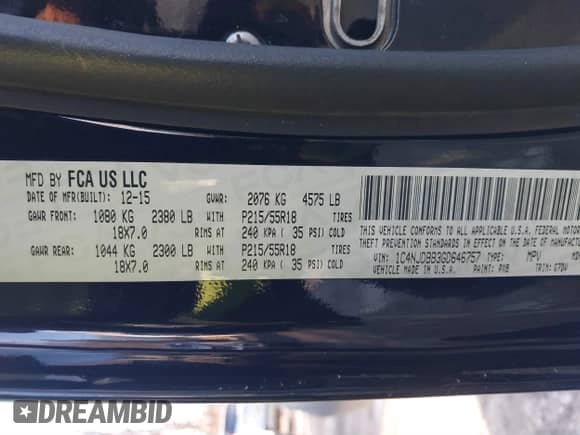 MFD BY FCA US LLC
DATE OF MFR(BUILT): 12-15 GVWR: 2076 KG 4575 LB
GAWR FRONT: 1080 KG 2380 LB WITH P215/55R18 TIRES
18X7.0 RIMS AT 240 KPA ( 35 PSI) COLD
GAWR REAR: 1044 KG 2300 LB WITH P215/55R18 TIRES
18X7.0 RIMS AT 240 KPA ( 35 PSI) COLD
THIS VEHICLE CONFORMS TO ALL APPLICABLE U.S.A. FEDERAL MOTOR
THEFT PREVENTION STANDARDS IN EFFECT ON THE DATE OF MANUFA
VIN: 1C4NJDBB3GD646757 TYPE: MPV
VEHICLE MADE IN U.S.A. PAINT: TRIM:
DREAMBID